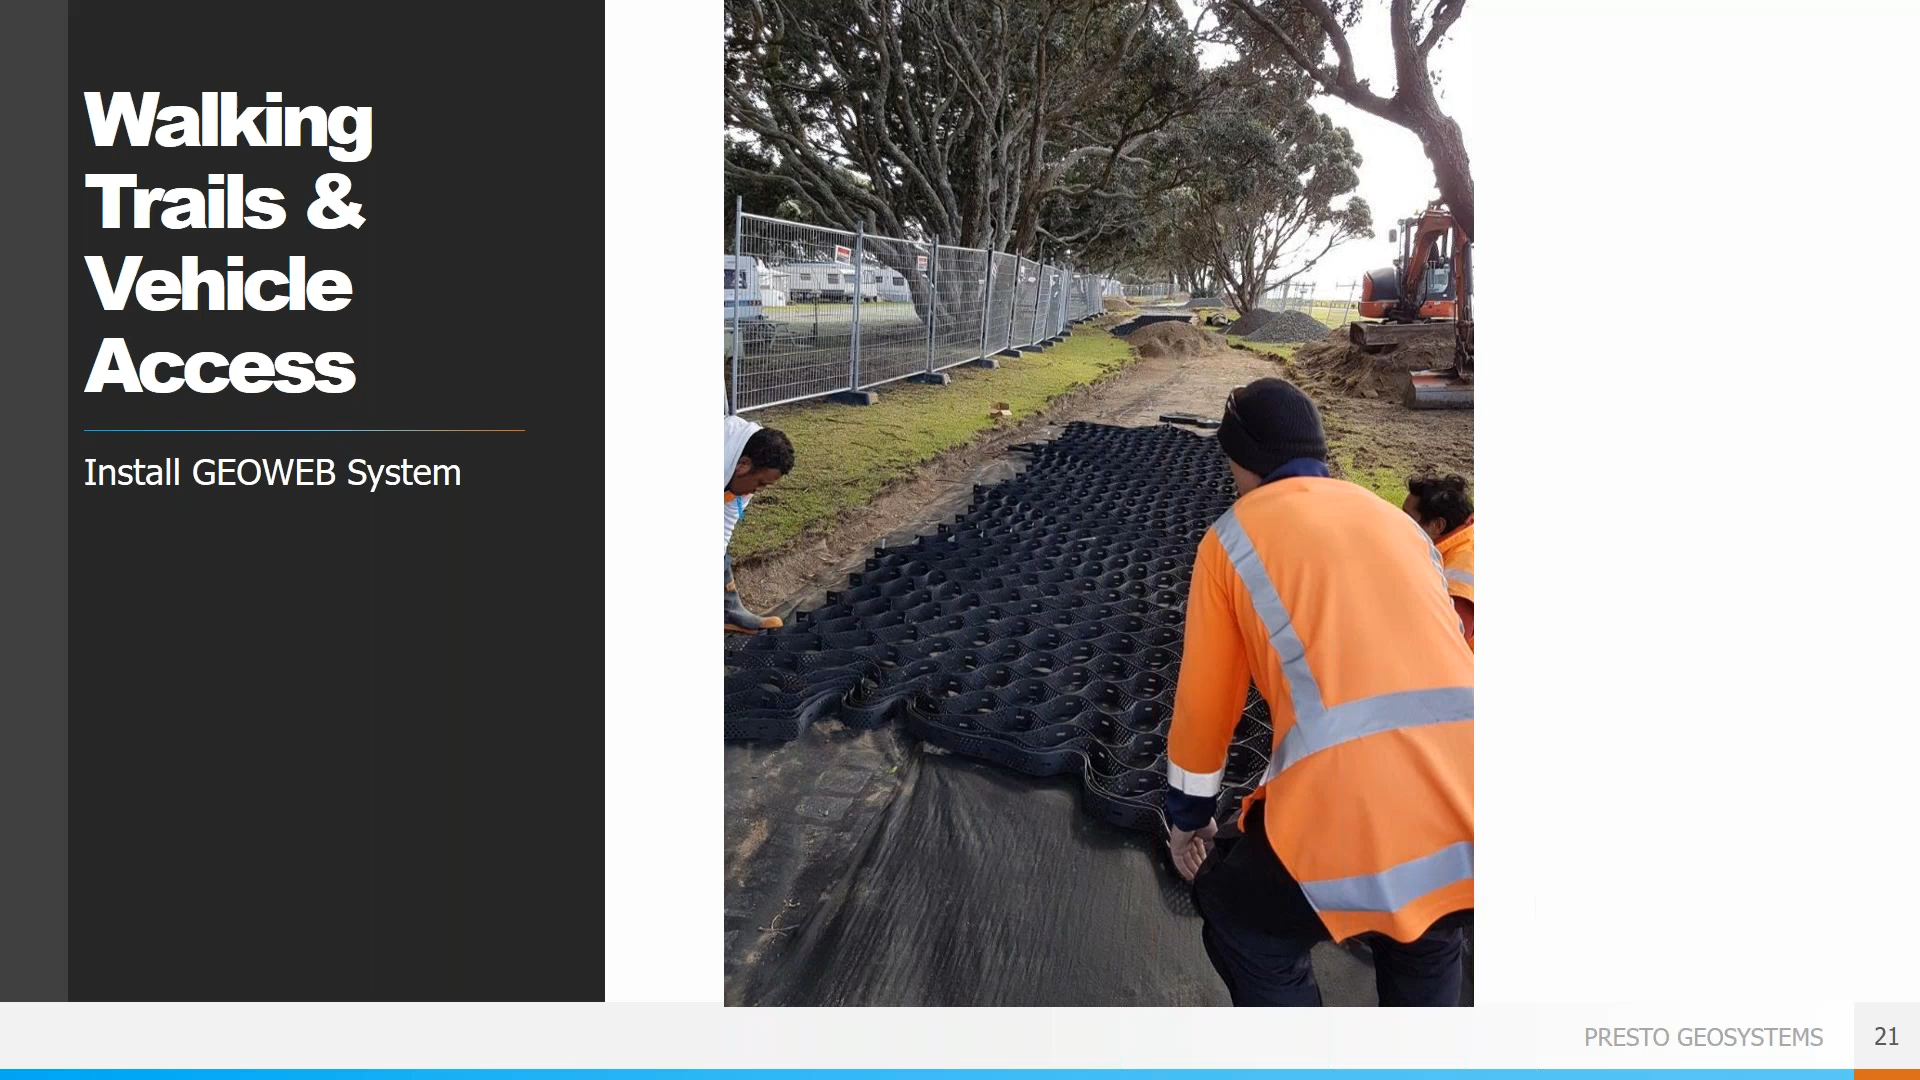 Walking
Trails &
Vehicle
Access
Install GEOWEB System
PRESTO GEOSYSTEMS
21